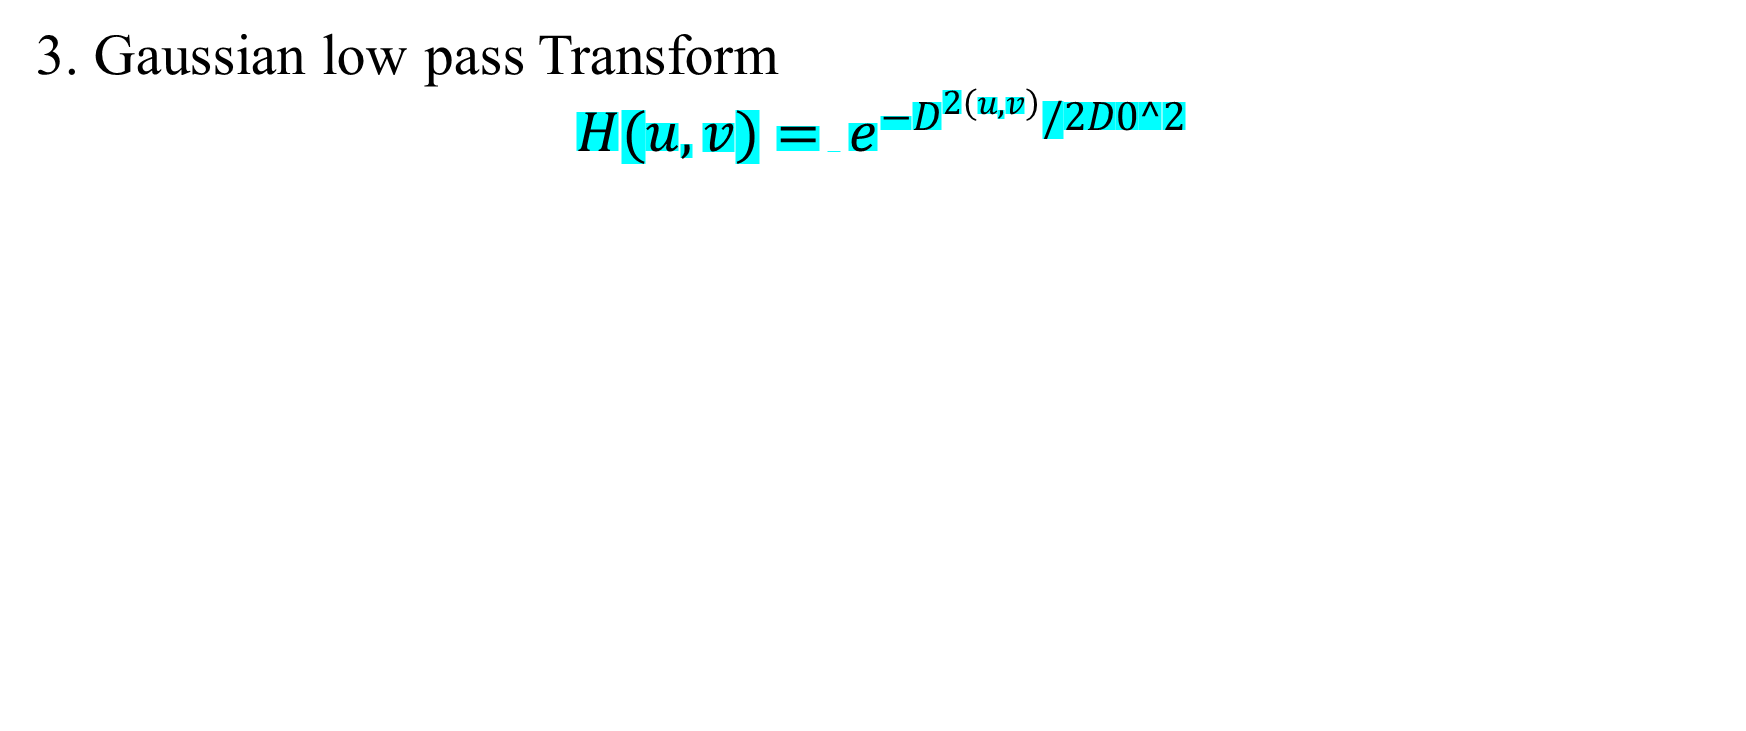 3. Gaussian low pass Transform
H(u, v) = e^−D^2(u,v)/2D0^2